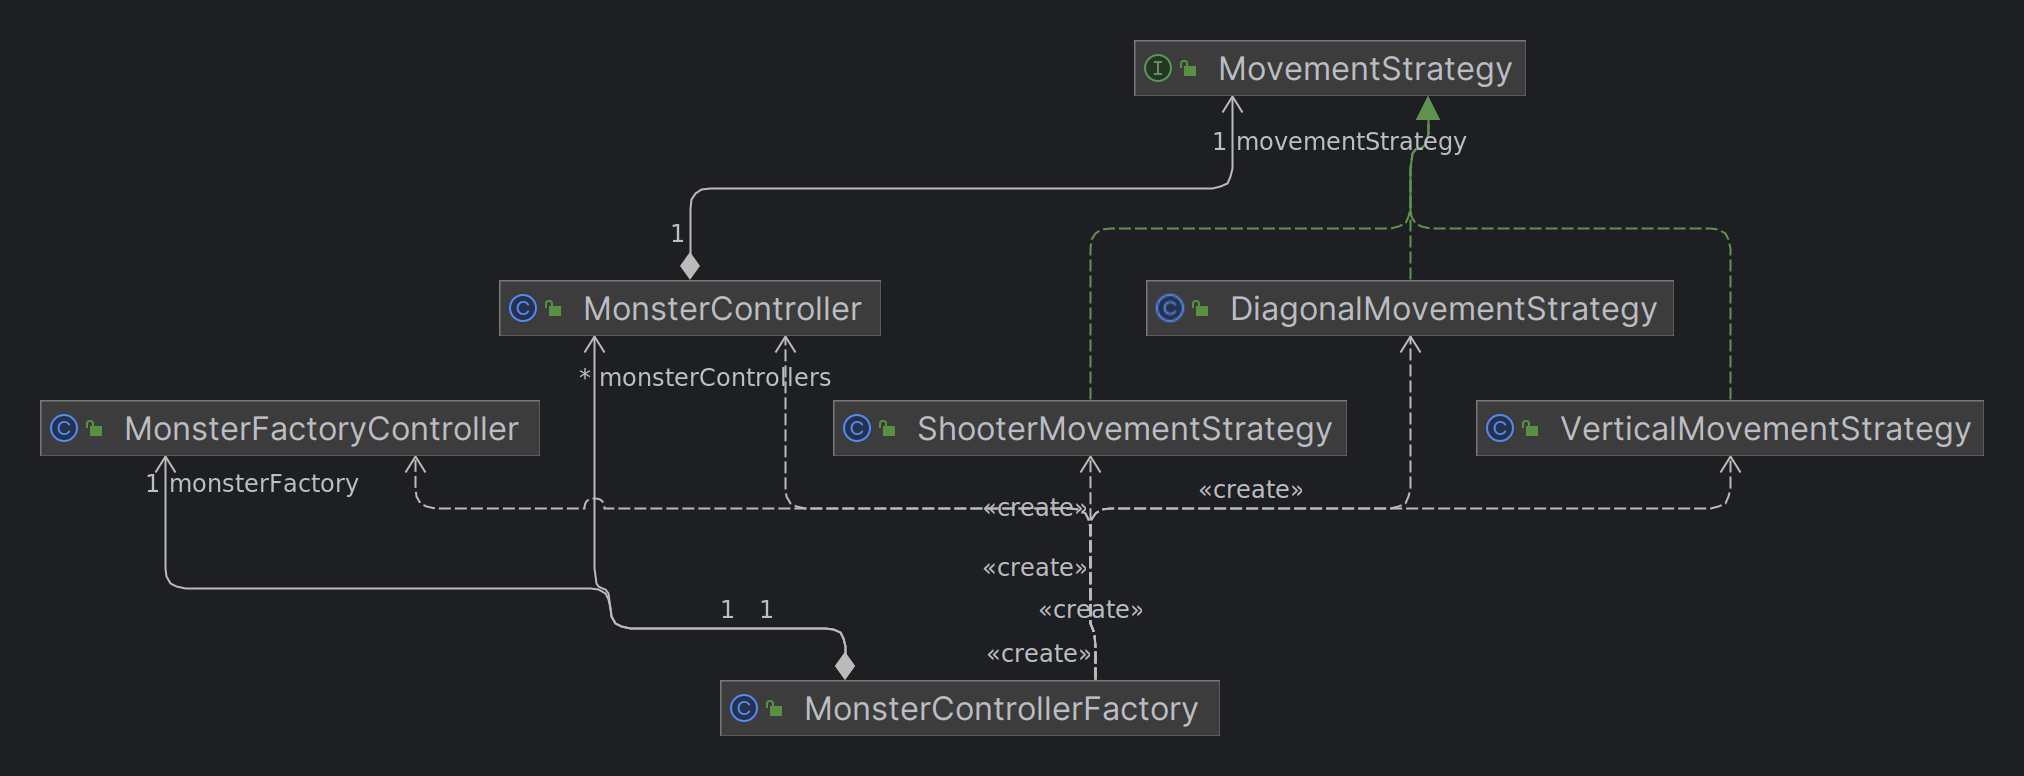 MovementStrategy
1 movementStrategy
1
MonsterController
DiagonalMovementStrategy
* monsterControllers
MonsterFactoryController
ShooterMovementStrategy
VerticalMovementStrategy
1 monsterFactory
«create»
«create»
«create»
1 1
«create»
«create»
MonsterControllerFactory